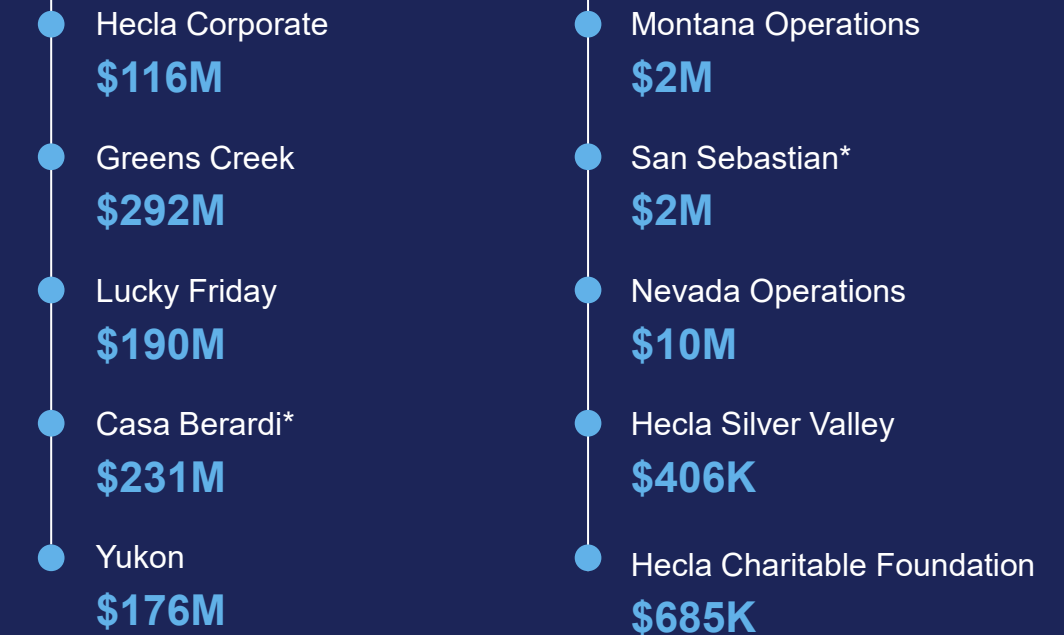 Hecla Corporate
$116M
Greens Creek
$292M
Lucky Friday
$190M
Casa Berardi*
$231M
Yukon
$176M
Montana Operations
$2M
San Sebastian*
$2M
Nevada Operations
$10M
Hecla Silver Valley
$406K
Hecla Charitable Foundation
$685K